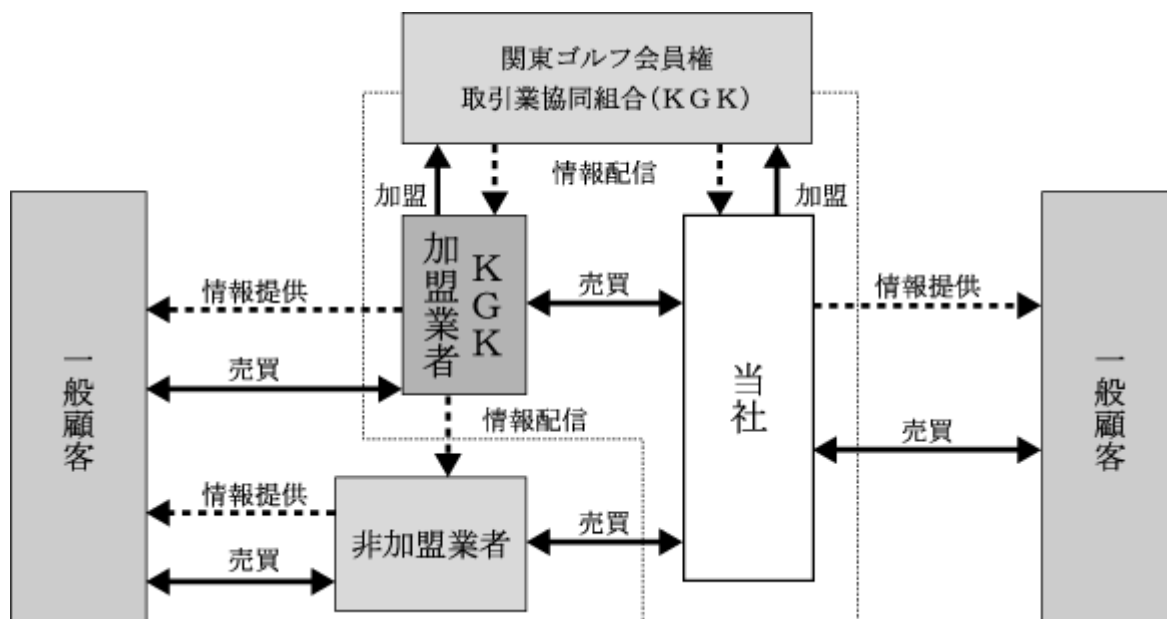 関東ゴルフ会員権
取引業協同組合(KGK)
情報配信
加盟
加盟
KGK
加盟業者
売買
情報提供
情報提供
売買
一般顧客
当社
一般顧客
情報配信
売買
情報提供
非加盟業者
売買
売買